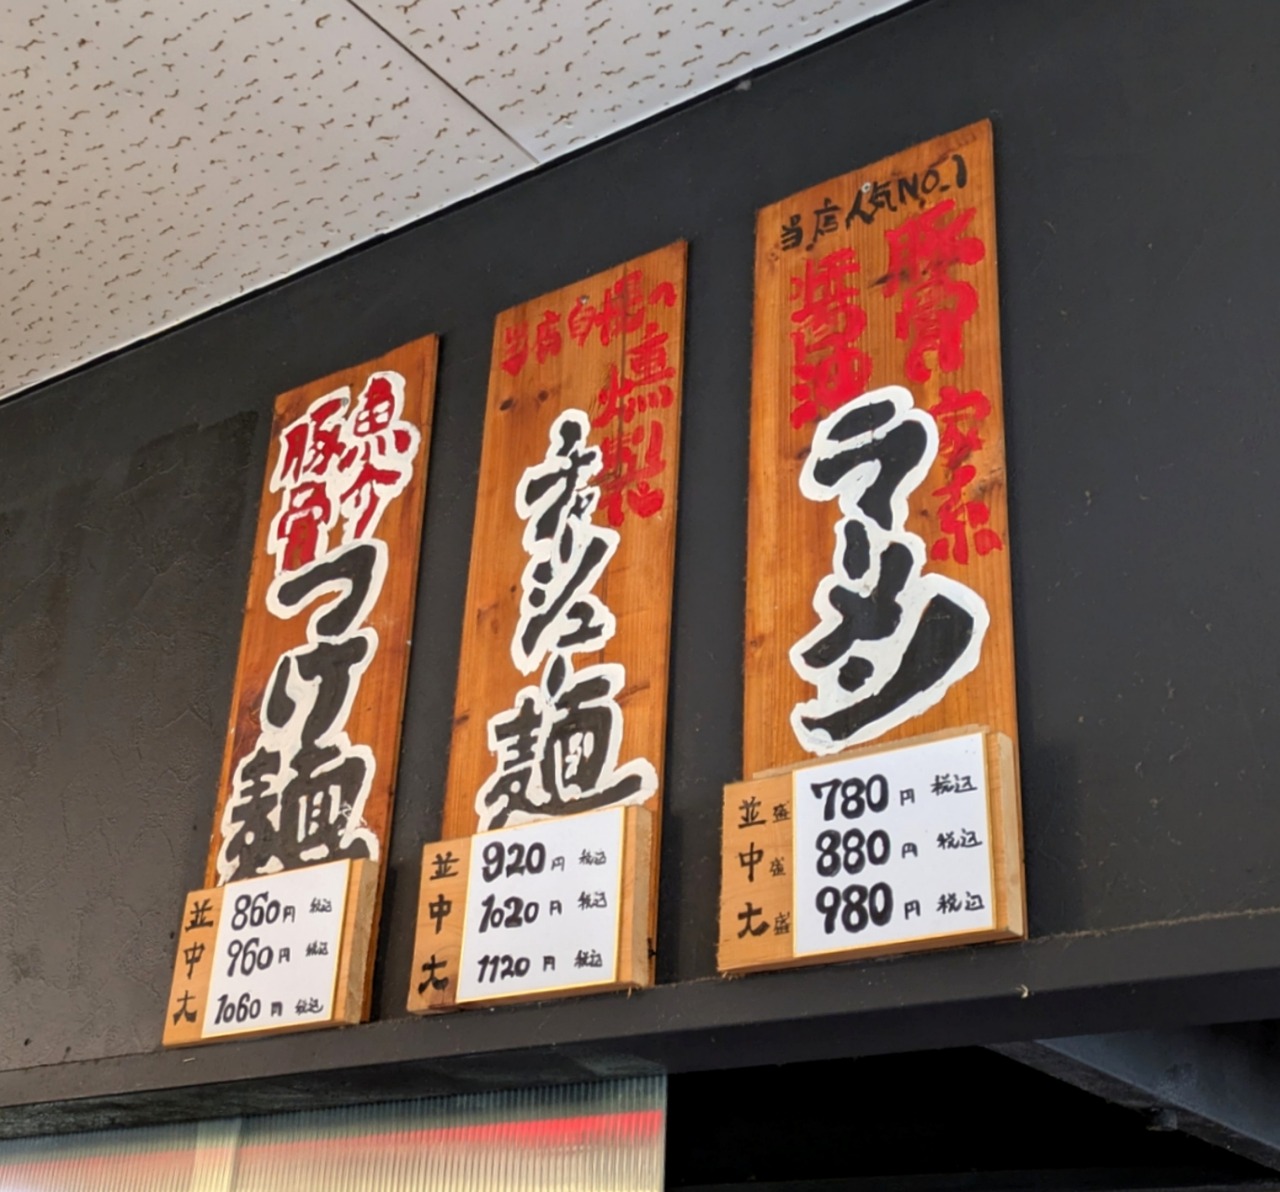 当店人気NO.1
豚骨
醤油
家系
ラーメン
並盛 780円 税込
中盛 880円 税込
大盛 980円 税込
当店自慢の
燻製
チャーシュー麺
並 920円 税込
中 1020円 税込
大 1120円 税込
魚介
豚骨
つけ麺
並 860円 税込
中 960円 税込
大 1060円 税込